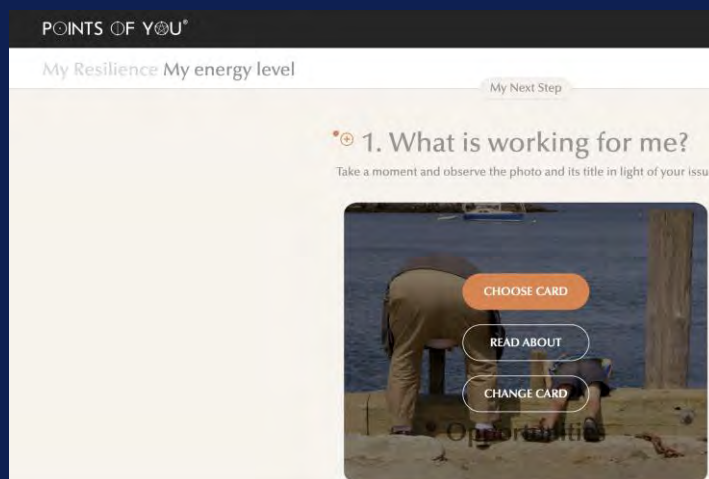 POINTS OF YOU®
My Resilience My energy level
My Next Step
1. What is working for me?
Take a moment and observe the photo and its title in light of your issu
CHOOSE CARD
READ ABOUT
CHANGE CARD
Opportunities